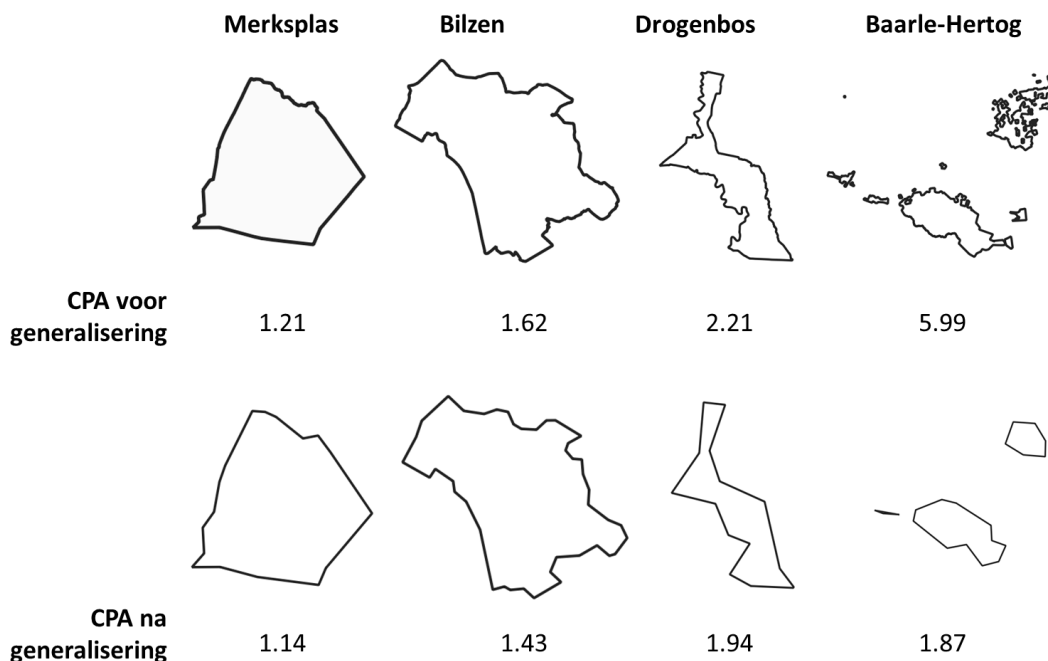 Merksplas Bilzen Drogenbos Baarle-Hertog
CPA voor
generalisering 1.21 1.62 2.21 5.99
CPA na
generalisering 1.14 1.43 1.94 1.87